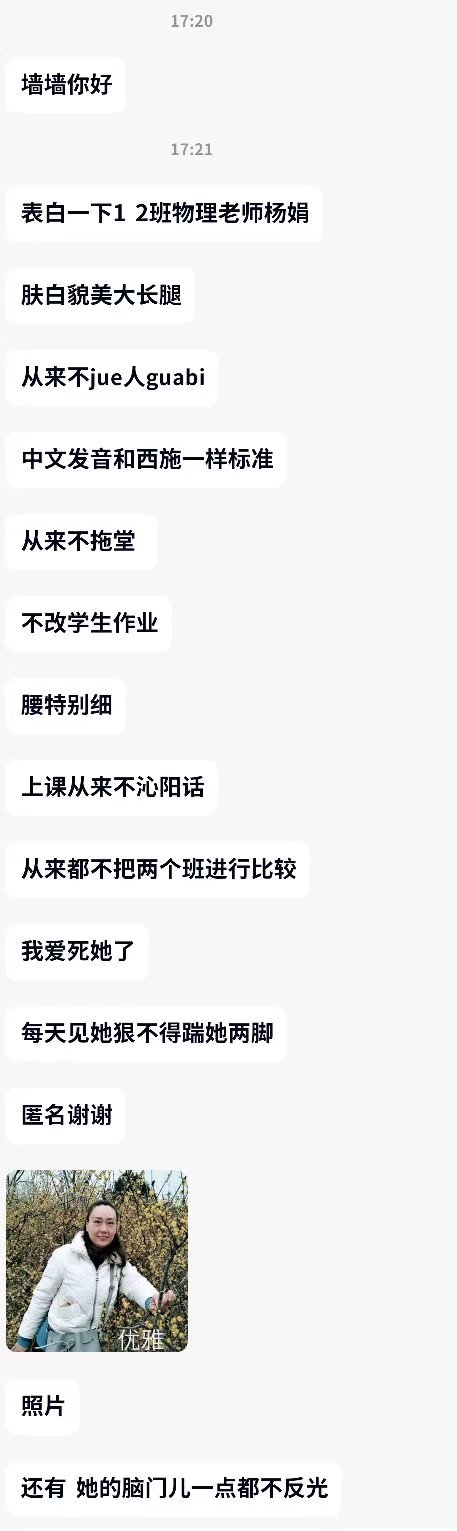 17:20
墙墙你好
17:21
表白一下1 2班物理老师杨娟
肤白貌美大长腿
从来不jue人guabi
中文发音和西施一样标准
从来不拖堂
不改学生作业
腰特别细
上课从来不沁阳话
从来都不把两个班进行比较
我爱死她了
每天见她狠不得踹她两脚
匿名谢谢
优雅
照片
还有 她的脑门儿一点都不反光